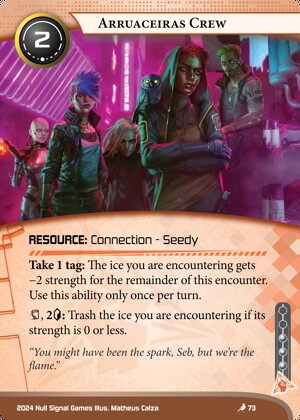 Arruaceiras Crew
2
RESOURCE: Connection - Seedy
Take 1 tag: The ice you are encountering gets
−2 strength for the remainder of this encounter.
Use this ability only once per turn.
, 2: Trash the ice you are encountering if its
strength is 0 or less.
“You might have been the spark, Seb, but we’re the
flame.”
2024 Null Signal Games Illus. Matheus Calza
73